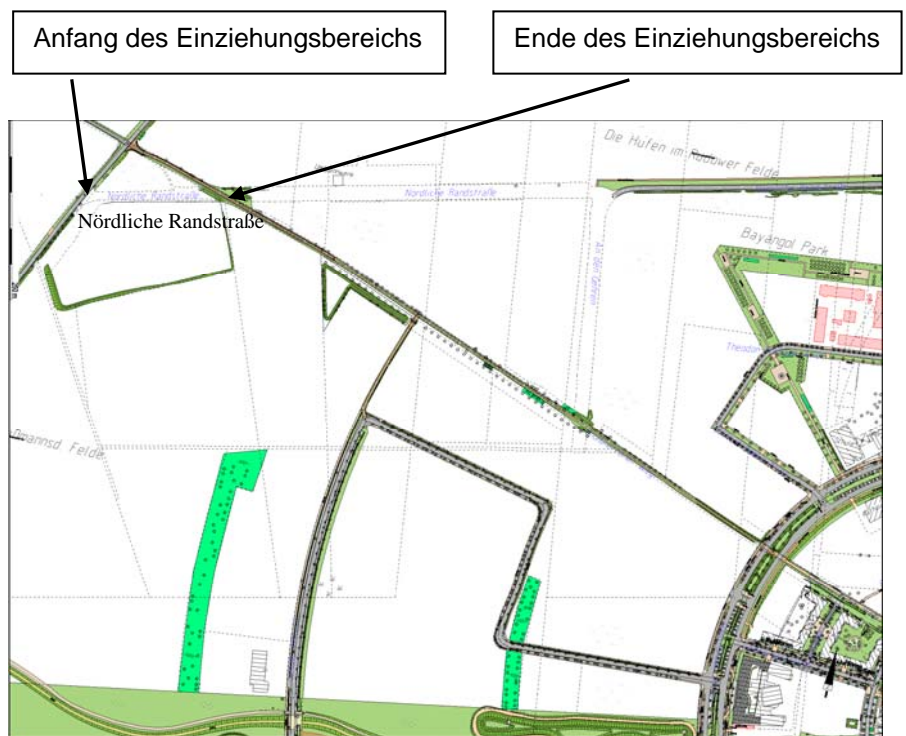 Anfang des Einziehungsbereichs
Ende des Einziehungsbereichs
Die Hufen im Rudower Felde
Nördliche Randstraße
Nördliche Randstraße
Nördliche Randstraße
Bayangol Park
Felde